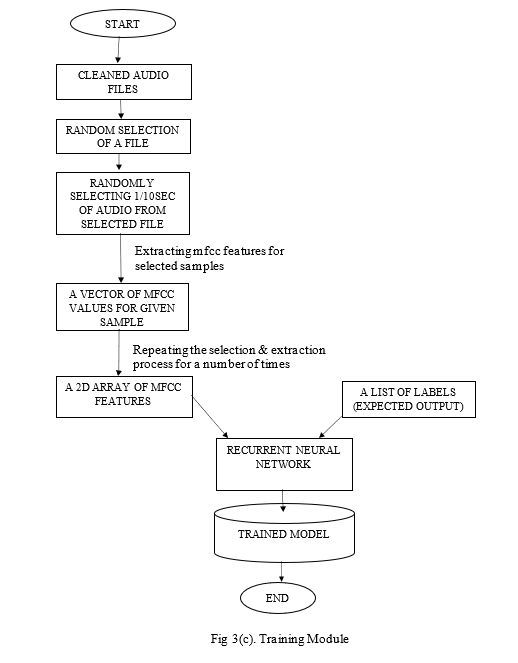 START
CLEANED AUDIO
FILES
RANDOM SELECTION
OF A FILE
RANDOMLY
SELECTING 1/10SEC
OF AUDIO FROM
SELECTED FILE
Extracting mfcc features for
selected samples
A VECTOR OF MFCC
VALUES FOR GIVEN
SAMPLE
Repeating the selection & extraction
process for a number of times
A 2D ARRAY OF MFCC
FEATURES
A LIST OF LABELS
(EXPECTED OUTPUT)
RECURRENT NEURAL
NETWORK
TRAINED MODEL
END
Fig 3(c). Training Module